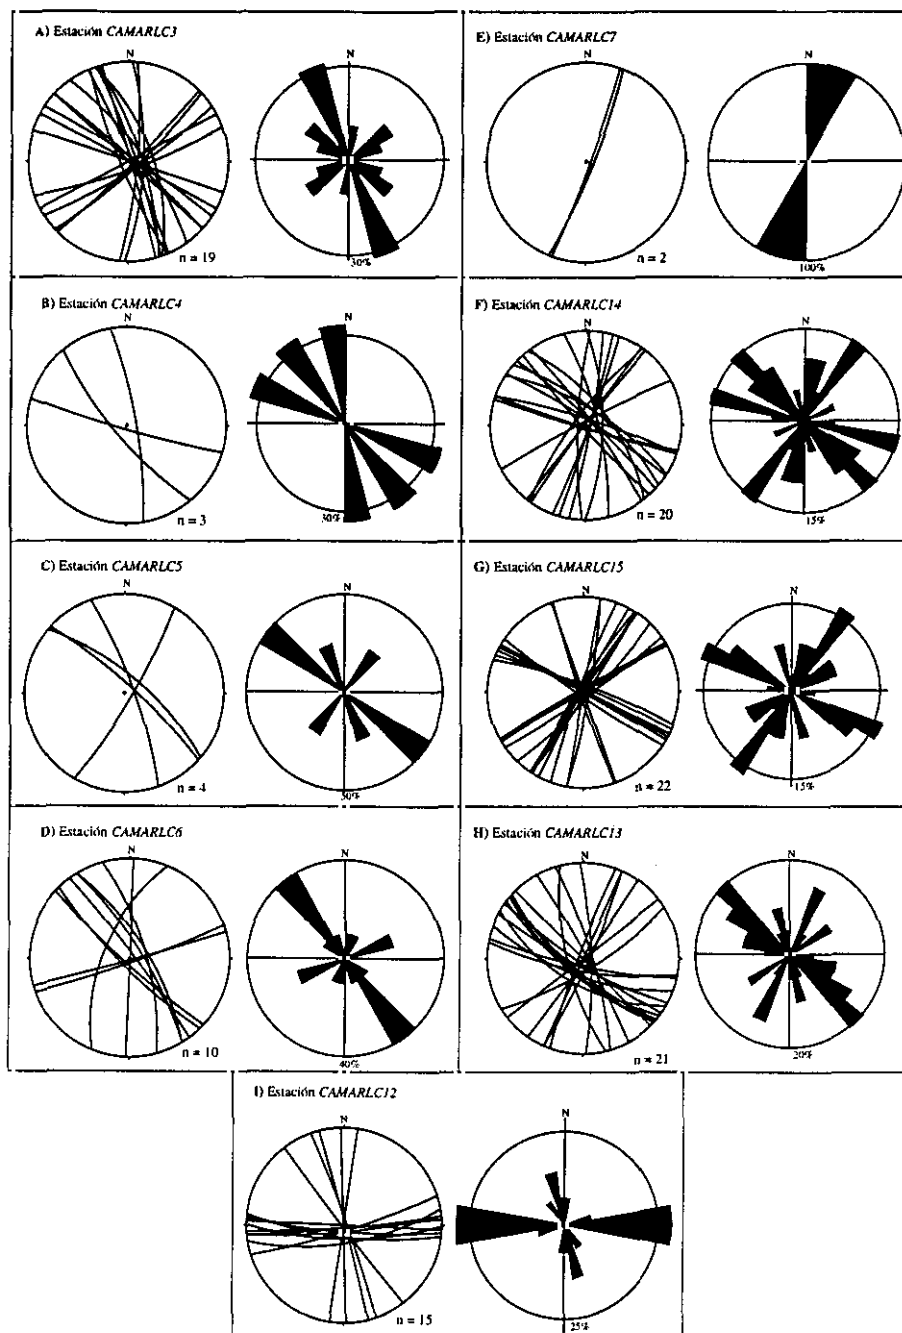 A) Estación CAMARLC3
N
n = 19
30%
B) Estación CAMARLC4
N
n = 3
30%
C) Estación CAMARLC5
N
n = 4
50%
D) Estación CAMARLC6
N
n = 10
40%
E) Estación CAMARLC7
N
n = 2
100%
F) Estación CAMARLC14
N
n = 20
15%
G) Estación CAMARLC15
N
n = 22
15%
H) Estación CAMARLC13
N
n = 21
20%
I) Estación CAMARLC12
N
n = 15
25%